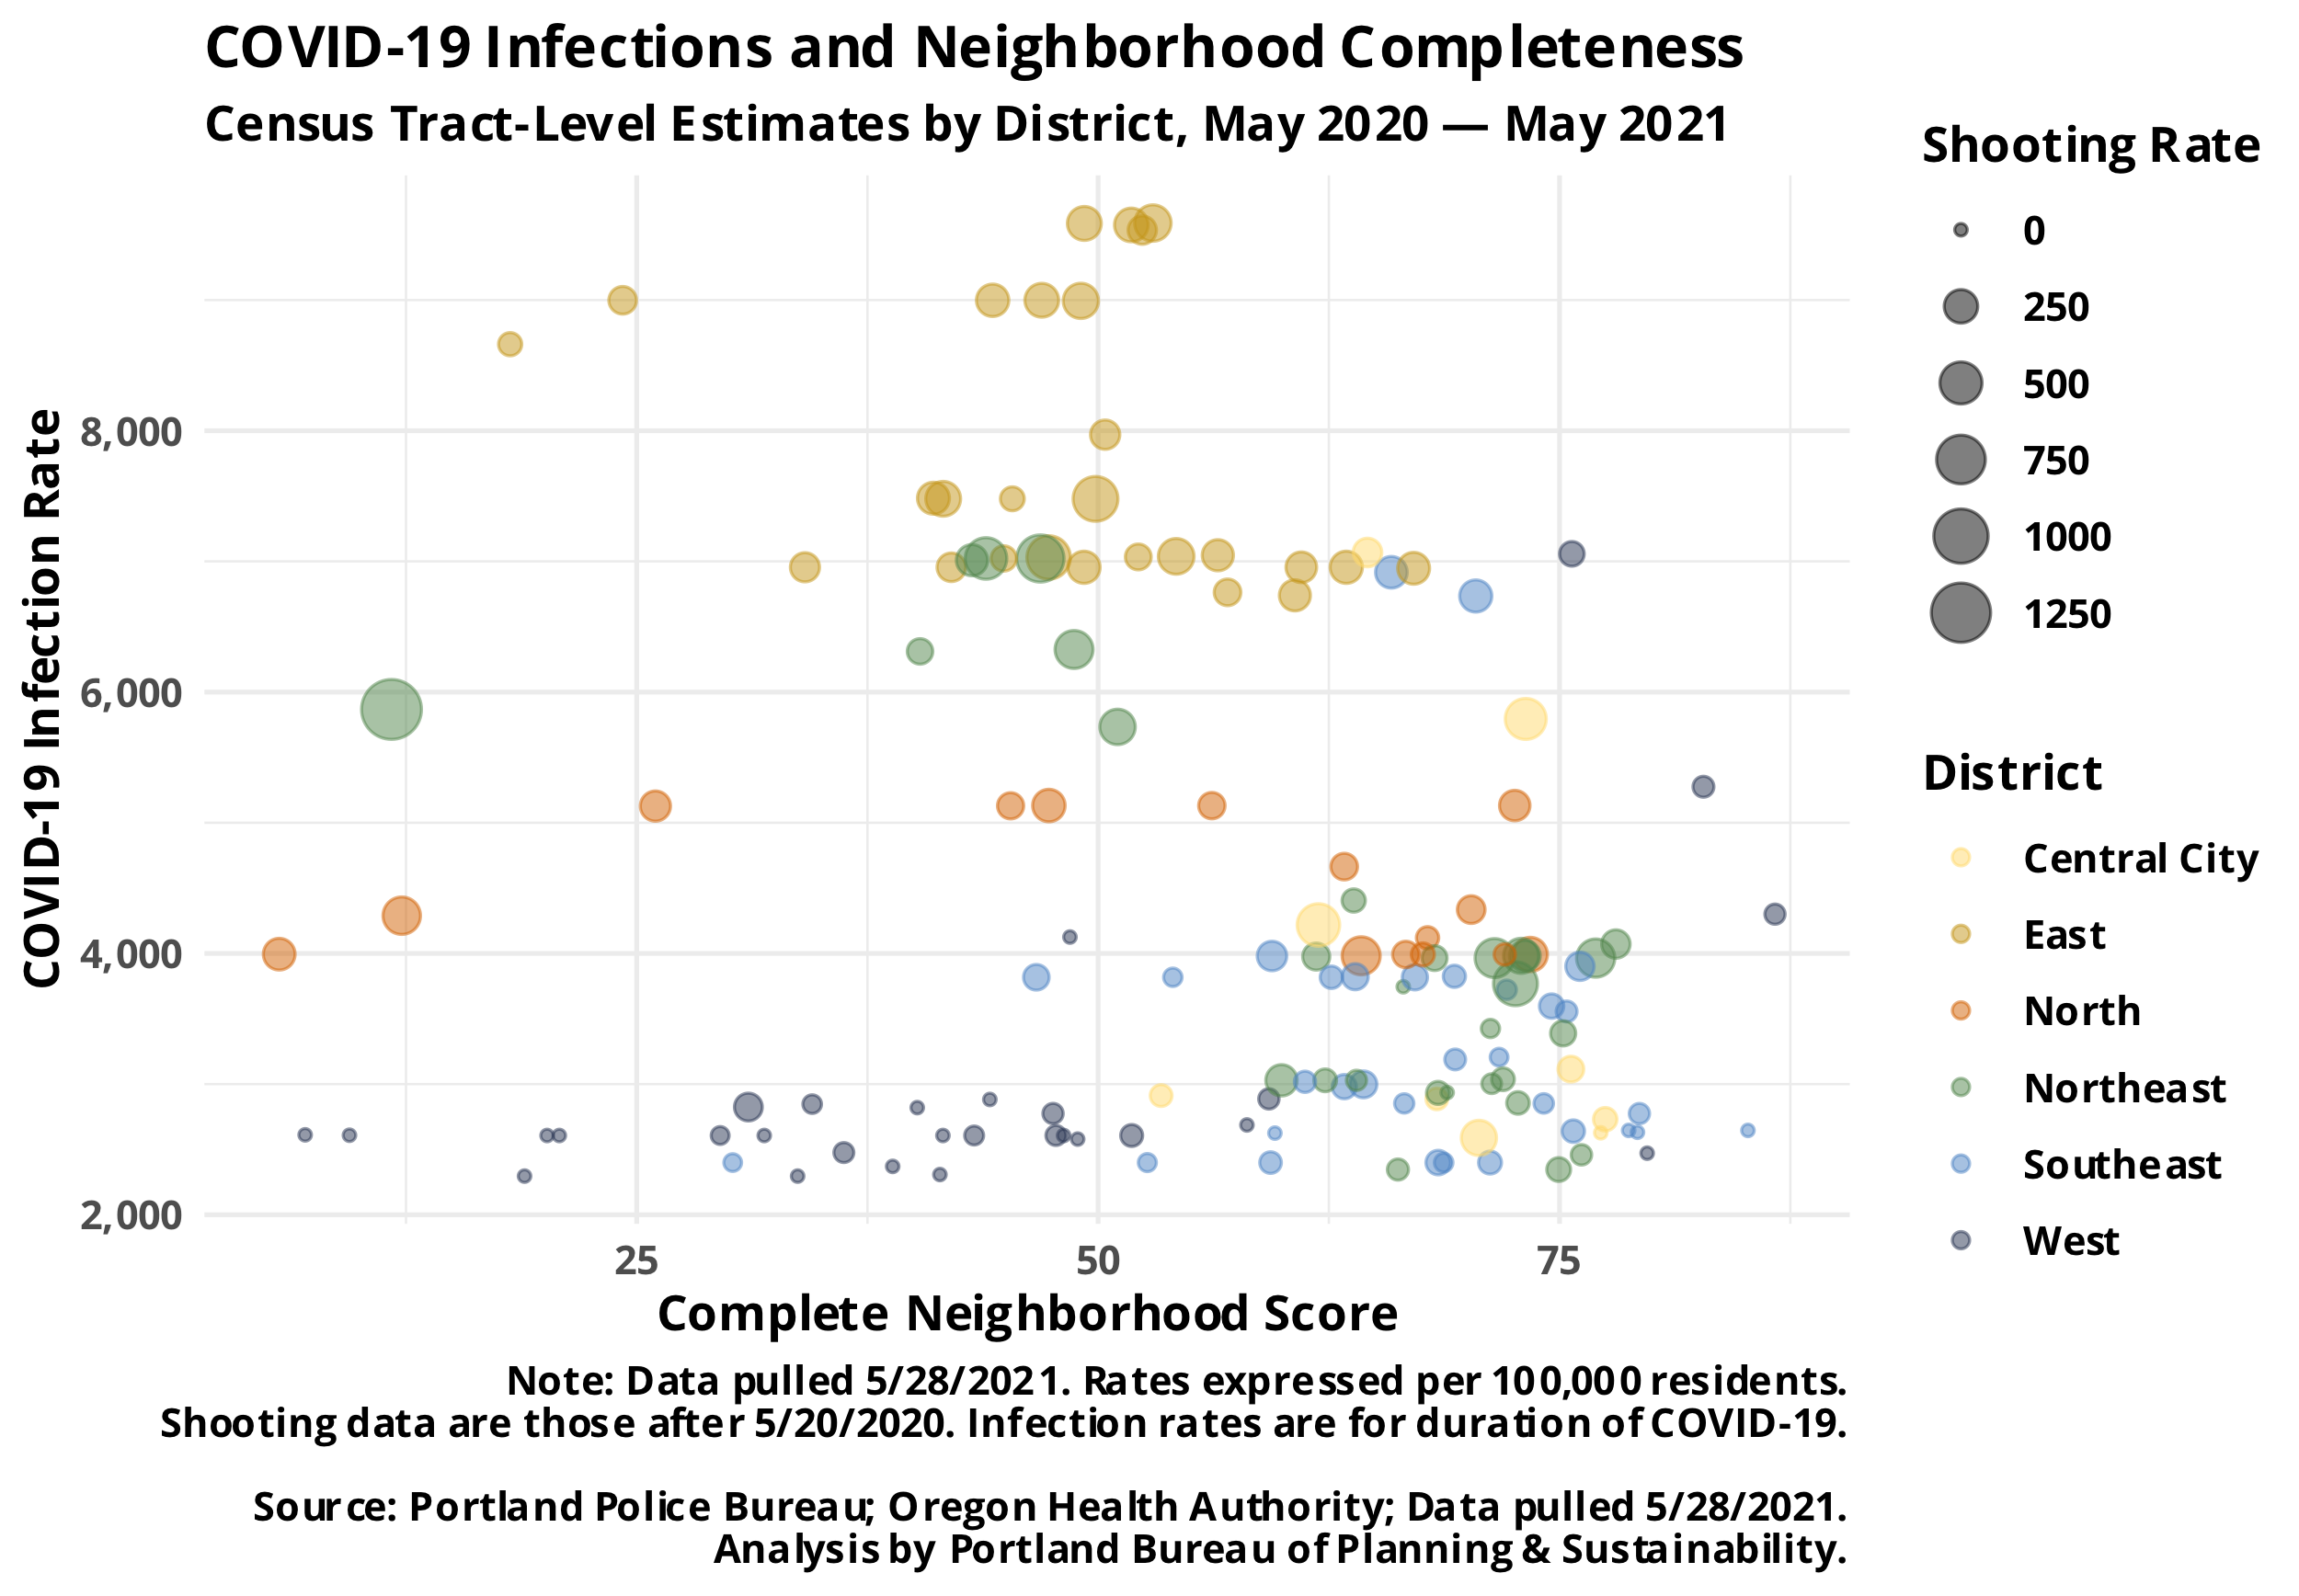 COVID-19 Infections and Neighborhood Completeness
Census Tract-Level Estimates by District, May 2020 — May 2021
COVID-19 Infection Rate
8,000
6,000
4,000
2,000
25
50
75
Complete Neighborhood Score
Shooting Rate
0
250
500
750
1000
1250
District
Central City
East
North
Northeast
Southeast
West
Note: Data pulled 5/28/2021. Rates expressed per 100,000 residents.
Shooting data are those after 5/20/2020. Infection rates are for duration of COVID-19.
Source: Portland Police Bureau; Oregon Health Authority; Data pulled 5/28/2021.
Analysis by Portland Bureau of Planning & Sustainability.